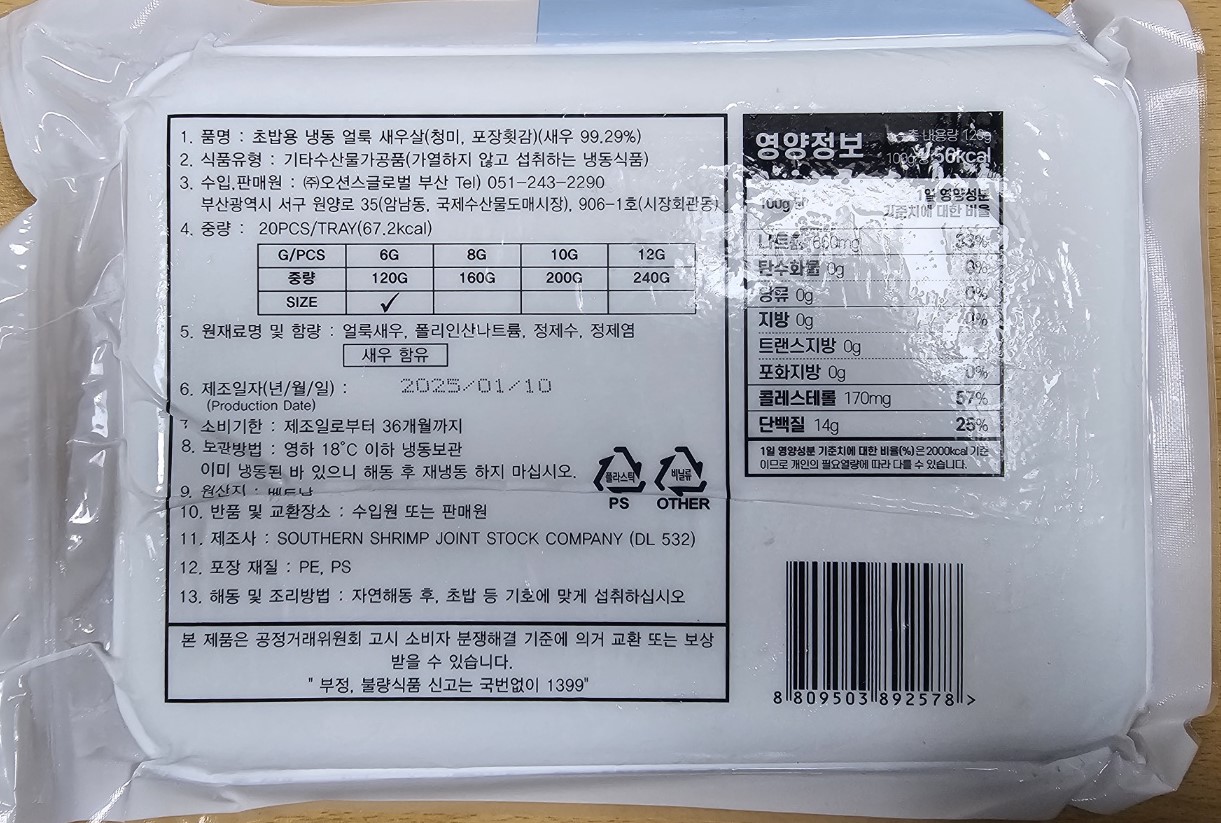 1. 품명 : 초밥용 냉동 얼룩 새우살(청미, 포장횟감)(새우 99.29%)
2. 식품유형 : 기타수산물가공품(가열하지 않고 섭취하는 냉동식품)
3. 수입.판매원 : ㈜오션스글로벌 부산 Tel) 051-243-2290
부산광역시 서구 원양로 35(암남동, 국제수산물도매시장), 906-1호(시장회관동)
4. 중량 : 20PCS/TRAY(67.2kcal)
G/PCS 6G 8G 10G 12G
중량 120G 160G 200G 240G
SIZE ✓
5. 원재료명 및 함량 : 얼룩새우, 폴리인산나트륨, 정제수, 정제염
새우 함유
6. 제조일자(년/월/일) : 2025/01/10
(Production Date)
7 소비기한 : 제조일로부터 36개월까지
8. 보관방법 : 영하 18°C 이하 냉동보관
이미 냉동된 바 있으니 해동 후 재냉동 하지 마십시오.
9. 원산지 : 베트남
플라스틱 비닐류
PS OTHER
10. 반품 및 교환장소 : 수입원 또는 판매원
11. 제조사 : SOUTHERN SHRIMP JOINT STOCK COMPANY (DL 532)
12. 포장 재질 : PE, PS
13. 해동 및 조리방법 : 자연해동 후, 초밥 등 기호에 맞게 섭취하십시오
본 제품은 공정거래위원회 고시 소비자 분쟁해결 기준에 의거 교환 또는 보상
받을 수 있습니다.
" 부정, 불량식품 신고는 국번없이 1399"
영양정보
총 내용량 120g
100g 56kcal
100g당 1일 영양성분
기준치에 대한 비율
나트륨 660mg 33%
탄수화물 0g 0%
당류 0g 0%
지방 0g 0%
트랜스지방 0g
포화지방 0g 0%
콜레스테롤 170mg 57%
단백질 14g 25%
1일 영양성분 기준치에 대한 비율(%)은 2000kcal 기준
이므로 개인의 필요열량에 따라 다를 수 있습니다.
8 809503 892578 >